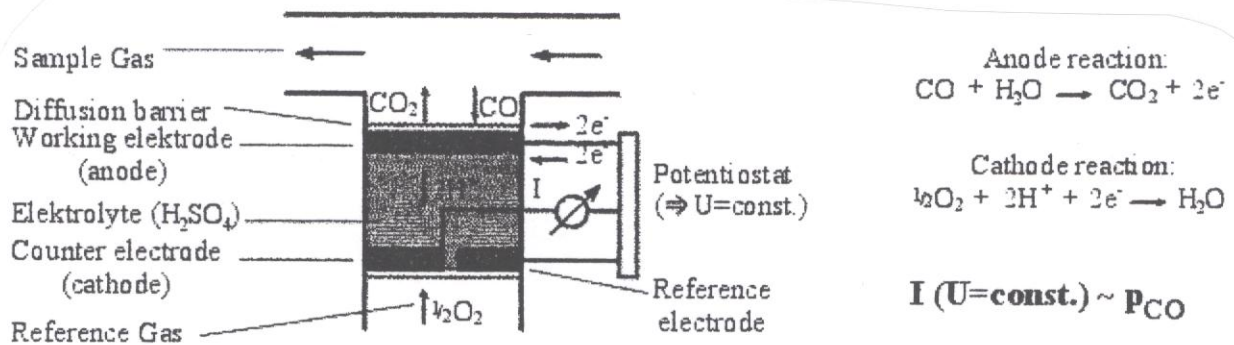 Sample Gas
Diffusion barrier
Working elektrode
(anode)
Elektrolyte (H₂SO₄)
Counter electrode
(cathode)
Reference Gas
CO₂
CO
2e⁻
2e⁻
H⁺
I
½O₂
Potentiostat
(⇒ U=const.)
Reference
electrode
Anode reaction:
CO + H₂O → CO₂ + 2e⁻
Cathode reaction:
½O₂ + 2H⁺ + 2e⁻ → H₂O
I (U=const.) ~ pCO